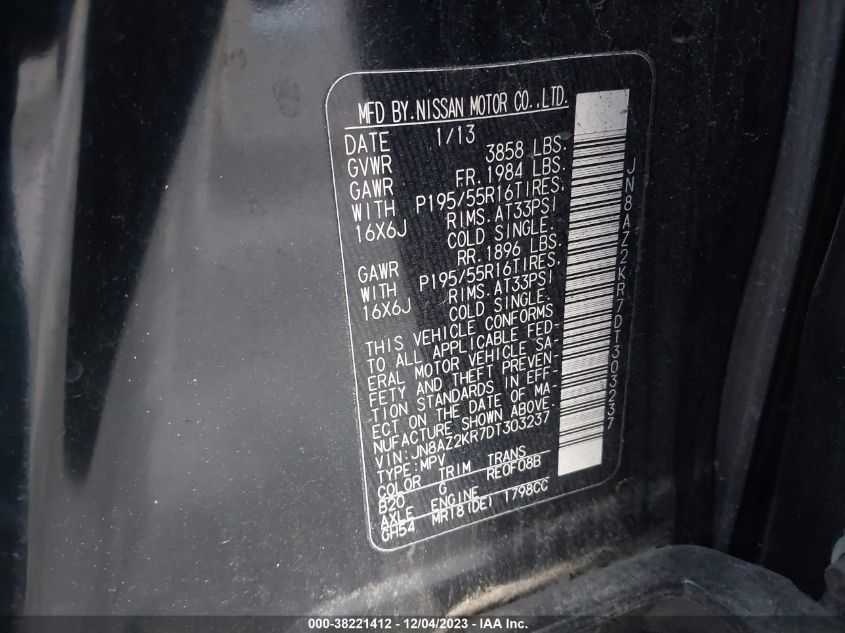 MFD BY.NISSAN MOTOR CO.,LTD.
DATE 1/13
GVWR 3858 LBS.
GAWR FR. 1984 LBS.
WITH P195/55R16TIRES,
16X6J RIMS. AT33PSI
COLD SINGLE.
GAWR RR. 1896 LBS.
WITH P195/55R16TIRES.
16X6J RIMS. AT33PSI
COLD SINGLE.
THIS VEHICLE CONFORMS
TO ALL APPLICABLE FED-
ERAL MOTOR VEHICLE SA-
FETY AND THEFT PREVEN-
TION STANDARDS IN EFF-
ECT ON THE DATE OF MA-
NUFACTURE SHOWN ABOVE.
VIN:JN8AZ2KR7DT303237
TYPE:MPV
COLOR TRIM TRANS
B20 G RE0F08B
AXLE ENGINE
GH54 MR18(DE) 1798CC
JN8AZ2KR7DT303237
000-38221412 - 12/04/2023 - IAA Inc.